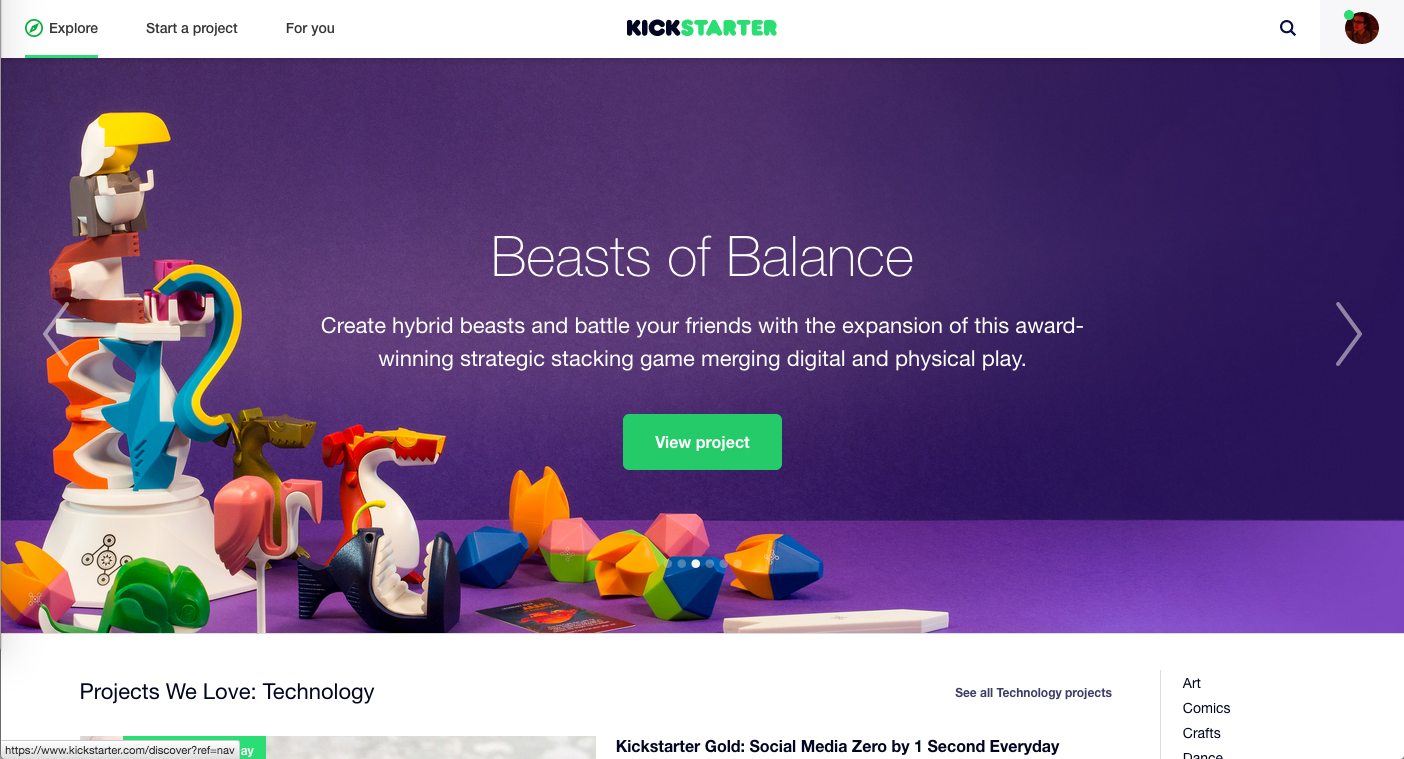 Explore
Start a project
For you
KICKSTARTER
Beasts of Balance
Create hybrid beasts and battle your friends with the expansion of this award-
winning strategic stacking game merging digital and physical play.
View project
Projects We Love: Technology
See all Technology projects
Art
Comics
Crafts
Dance
ay
Kickstarter Gold: Social Media Zero by 1 Second Everyday
https://www.kickstarter.com/discover?ref=nav